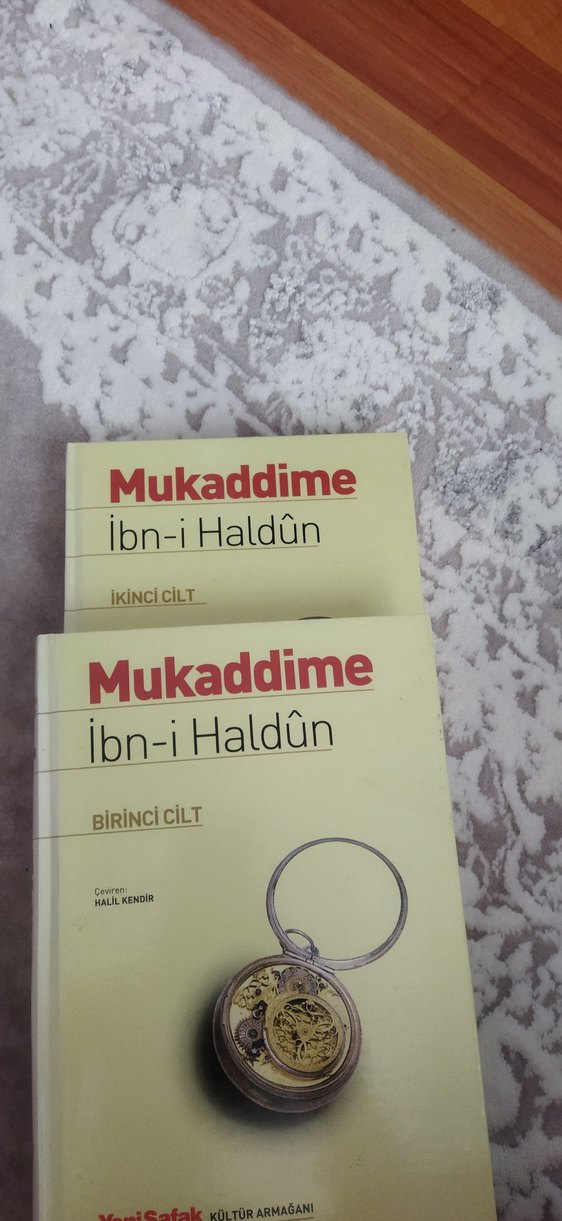 Mukaddime
İbn-i Haldûn
İKİNCİ CİLT
Mukaddime
İbn-i Haldûn
BİRİNCİ CİLT
Çeviren:
HALİL KENDİR
YeniŞafak KÜLTÜR ARMAĞANI